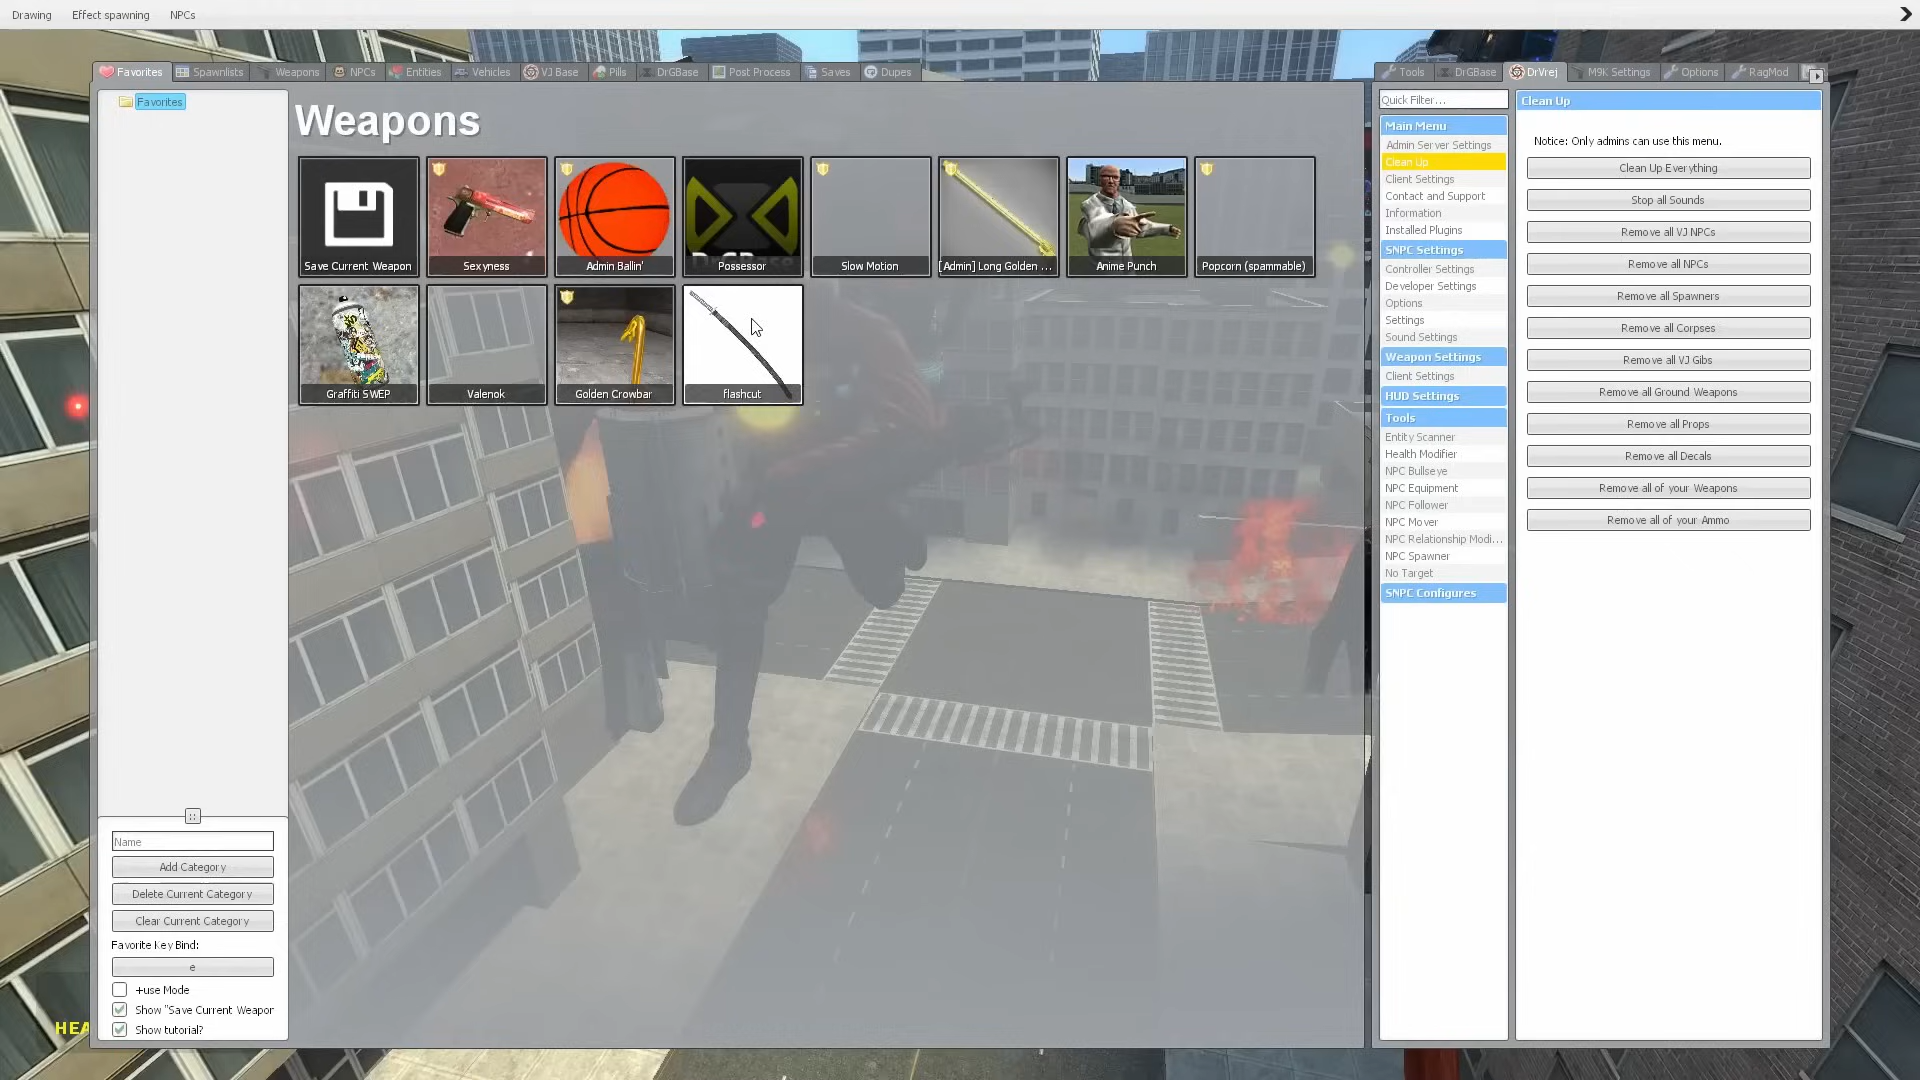 Drawing Effect spawning NPCs
Favorites Spawnlists Weapons NPCs Entities Vehicles VJ Base Pills DrGBase Post Process Saves Dupes
Favorites
Weapons
Save Current Weapon
Sexyness
Admin Ballin'
Possessor
Slow Motion
[Admin] Long Golden ...
Anime Punch
Popcorn (spammable)
Graffiti SWEP
Valenok
Golden Crowbar
flashcut
Name
Add Category
Delete Current Category
Clear Current Category
Favorite Key Bind:
e
+use Mode
Show "Save Current Weapor
Show tutorial?
HEA
Tools DrGBase DrVrej M9K Settings Options RagMod
Quick Filter...
Main Menu
Admin Server Settings
Clean Up
Client Settings
Contact and Support
Information
Installed Plugins
SNPC Settings
Controller Settings
Developer Settings
Options
Settings
Sound Settings
Weapon Settings
Client Settings
HUD Settings
Tools
Entity Scanner
Health Modifier
NPC Bullseye
NPC Equipment
NPC Follower
NPC Mover
NPC Relationship Modi...
NPC Spawner
No Target
SNPC Configures
Clean Up
Notice: Only admins can use this menu.
Clean Up Everything
Stop all Sounds
Remove all VJ NPCs
Remove all NPCs
Remove all Spawners
Remove all Corpses
Remove all VJ Gibs
Remove all Ground Weapons
Remove all Props
Remove all Decals
Remove all of your Weapons
Remove all of your Ammo